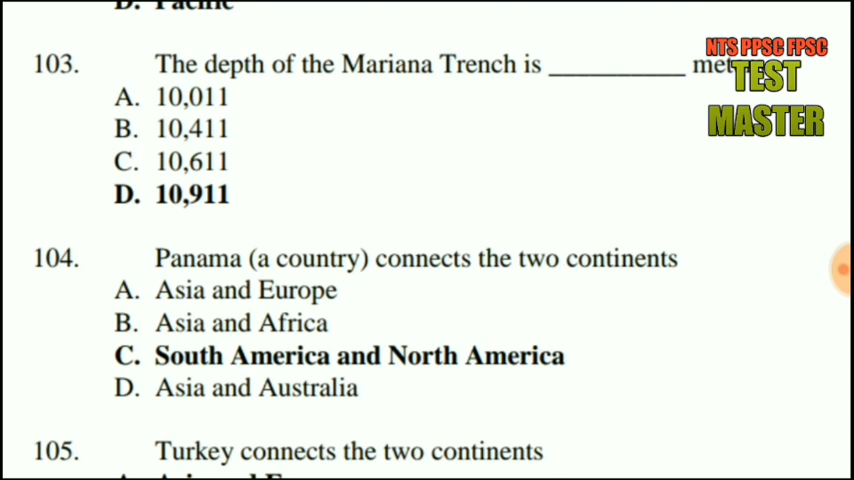 D. Pacific
103. The depth of the Mariana Trench is __________ met
A. 10,011
B. 10,411
C. 10,611
D. 10,911
104. Panama (a country) connects the two continents
A. Asia and Europe
B. Asia and Africa
C. South America and North America
D. Asia and Australia
105. Turkey connects the two continents
NTS PPSC FPSC
TEST
MASTER